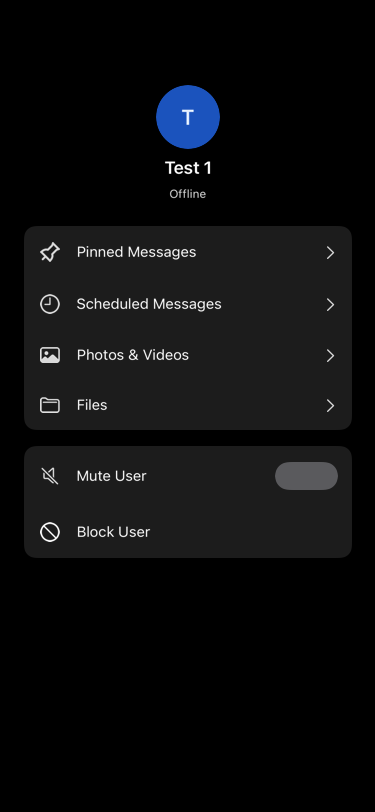 T
Test 1
Offline
Pinned Messages
Scheduled Messages
Photos & Videos
Files
Mute User
Block User